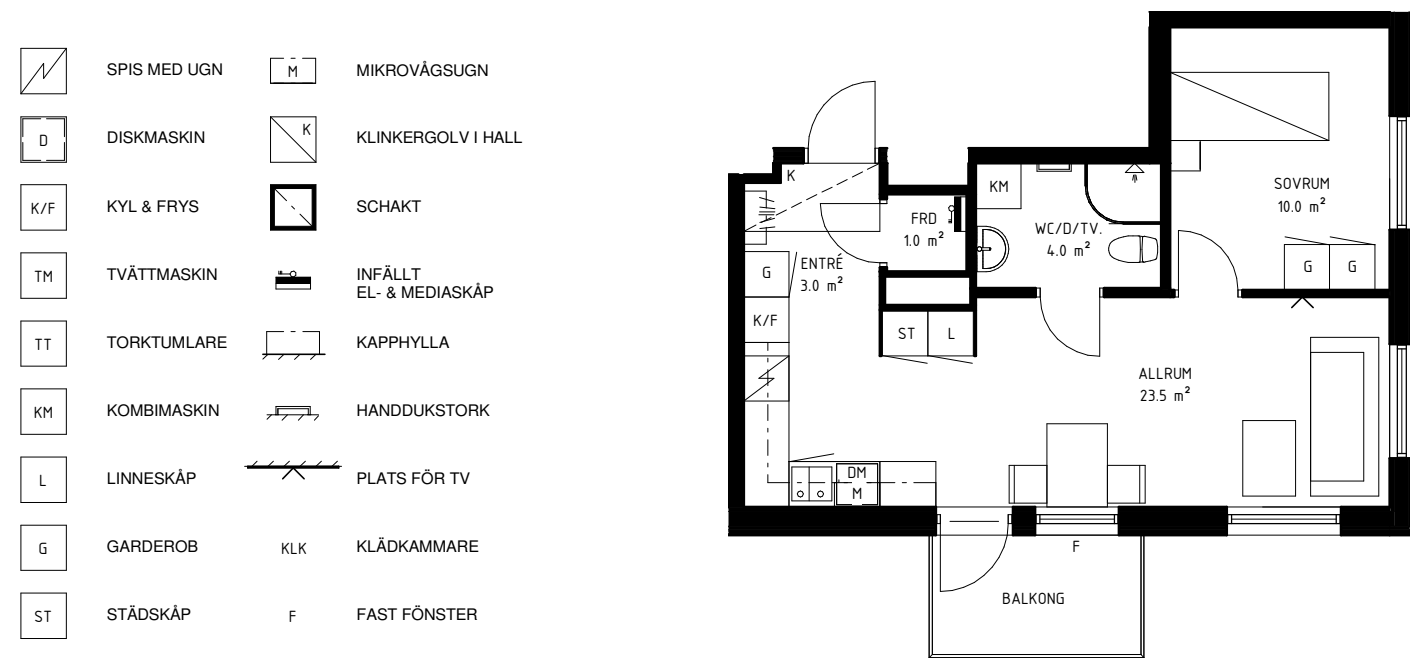 SPIS MED UGN
M
MIKROVÅGSUGN
D
DISKMASKIN
K
KLINKERGOLV I HALL
K/F
KYL & FRYS
SCHAKT
TM
TVÄTTMASKIN
INFÄLLT
EL- & MEDIASKÅP
TT
TORKTUMLARE
KAPPHYLLA
KM
KOMBIMASKIN
HANDDUKSTORK
L
LINNESKÅP
PLATS FÖR TV
G
GARDEROB
KLK
KLÄDKAMMARE
ST
STÄDSKÅP
F
FAST FÖNSTER
K
KM
FRD
1.0 m²
WC/D/TV.
4.0 m²
SOVRUM
10.0 m²
G
ENTRÉ
3.0 m²
G
G
K/F
ST
L
ALLRUM
23.5 m²
DM
M
F
BALKONG